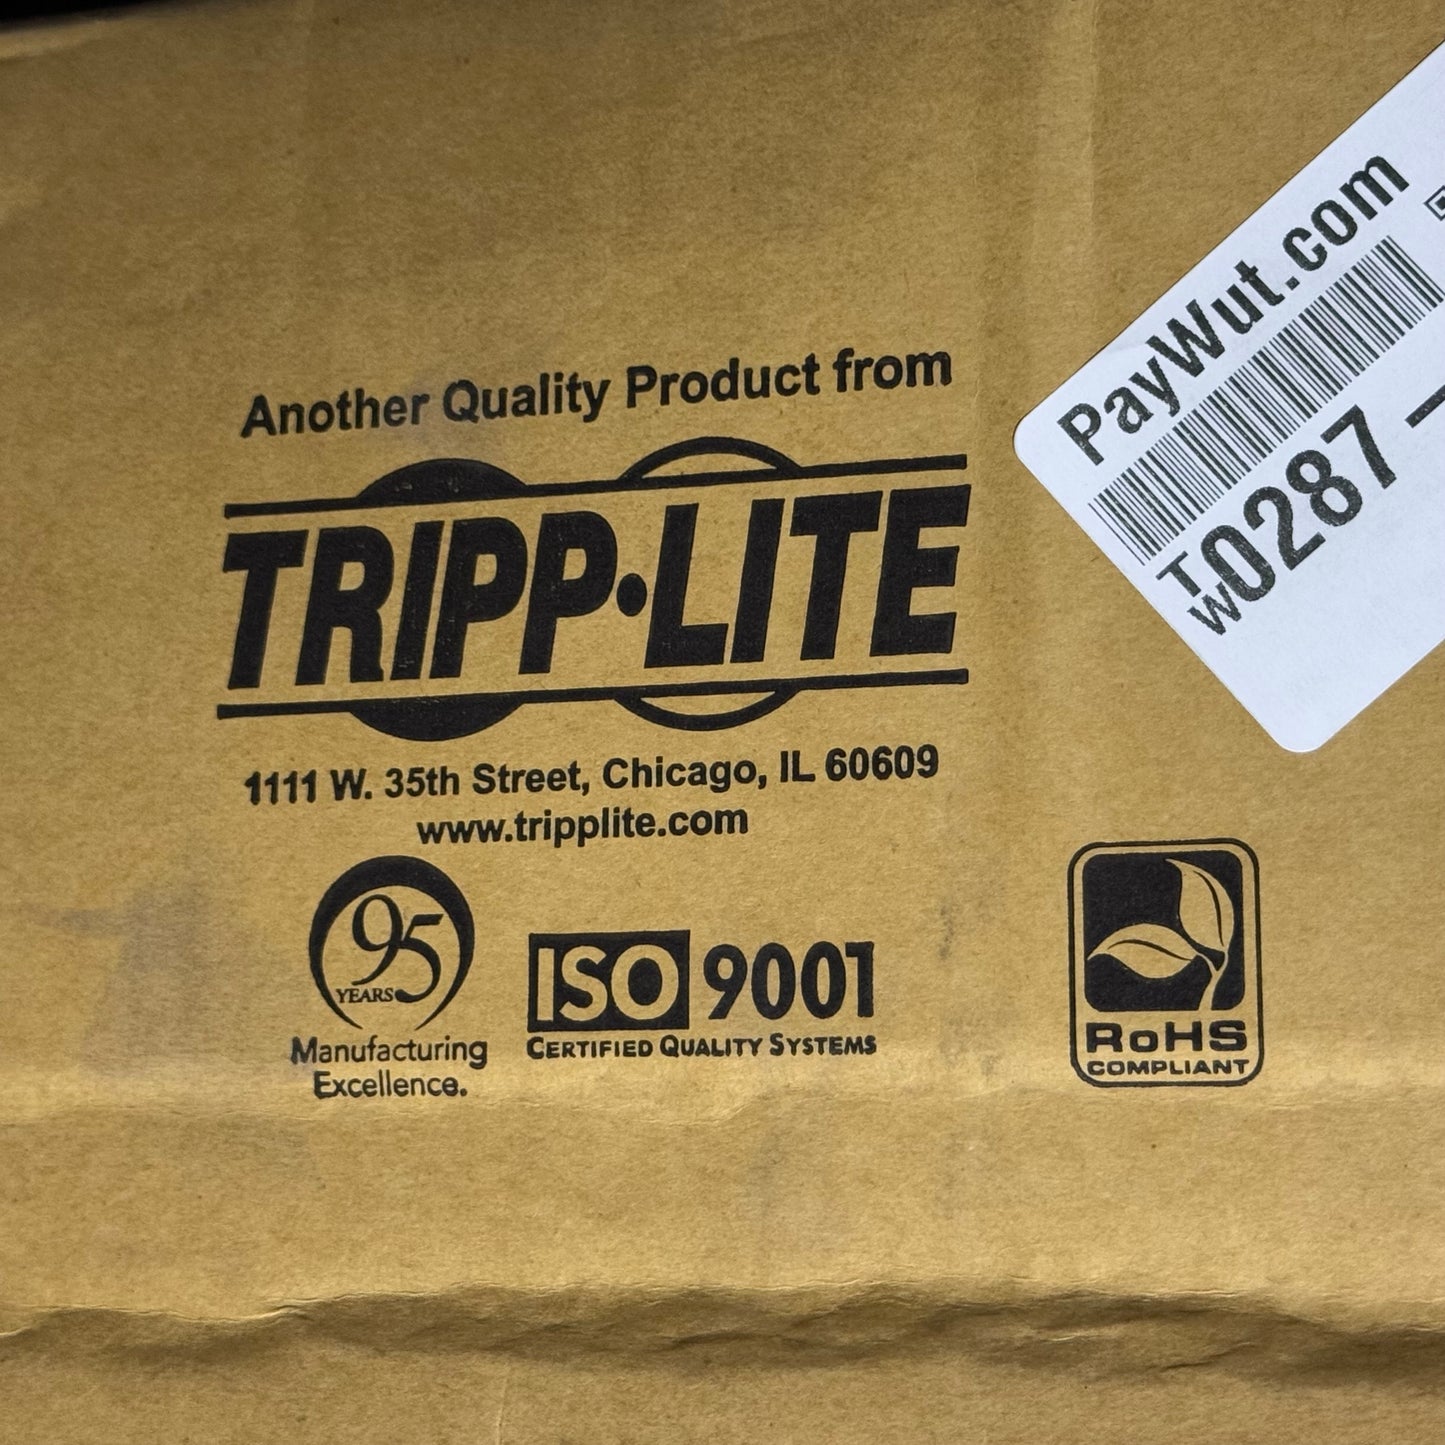 Another Quality Product from
TRIPP•LITE
1111 W. 35th Street, Chicago, IL 60609
www.tripplite.com
95
YEARS
Manufacturing
Excellence.
ISO 9001
CERTIFIED QUALITY SYSTEMS
RoHS
COMPLIANT
PayWut.com
TW0287 –